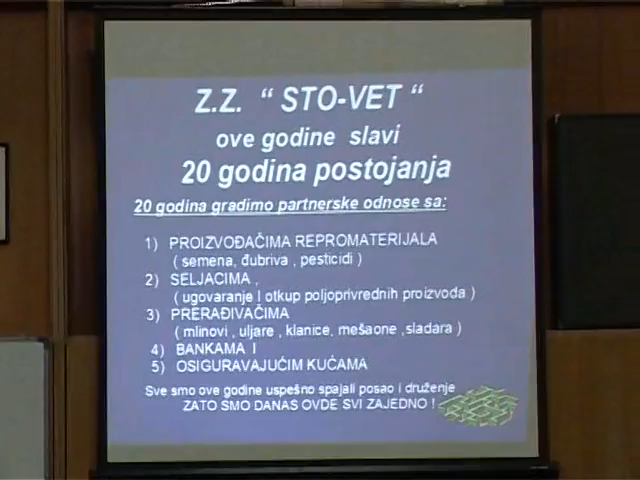 Z.Z. “ STO-VET “
ove godine slavi
20 godina postojanja
20 godina gradimo partnerske odnose sa:
1) PROIZVOĐAČIMA REPROMATERIJALA
( semena, đubriva , pesticidi )
2) SELJACIMA ,
( ugovaranje I otkup poljoprivrednih proizvoda )
3) PRERAĐIVAČIMA
( mlinovi , uljare , klanice, mešaone ,sladara )
4) BANKAMA I
5) OSIGURAVAJUĆIM KUĆAMA
Sve smo ove godine uspešno spajali posao i druženje
ZATO SMO DANAS OVDE SVI ZAJEDNO !